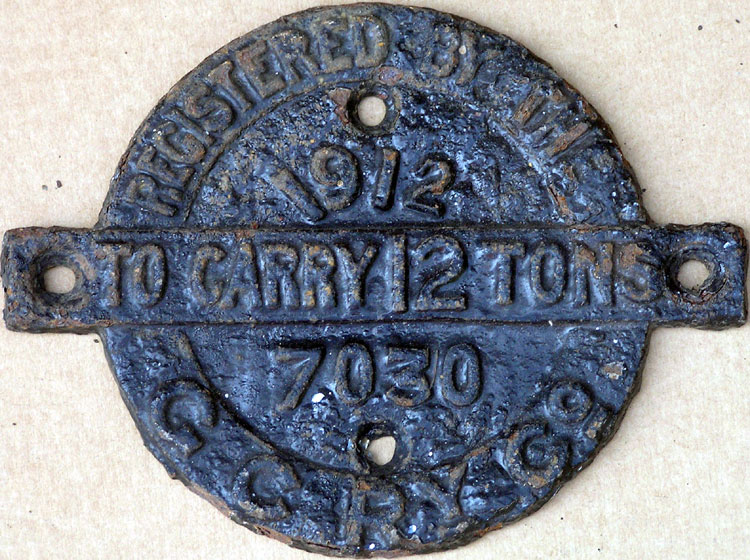 REGISTERED BY THE
1912
TO CARRY 12 TONS
7030
G C RY Co